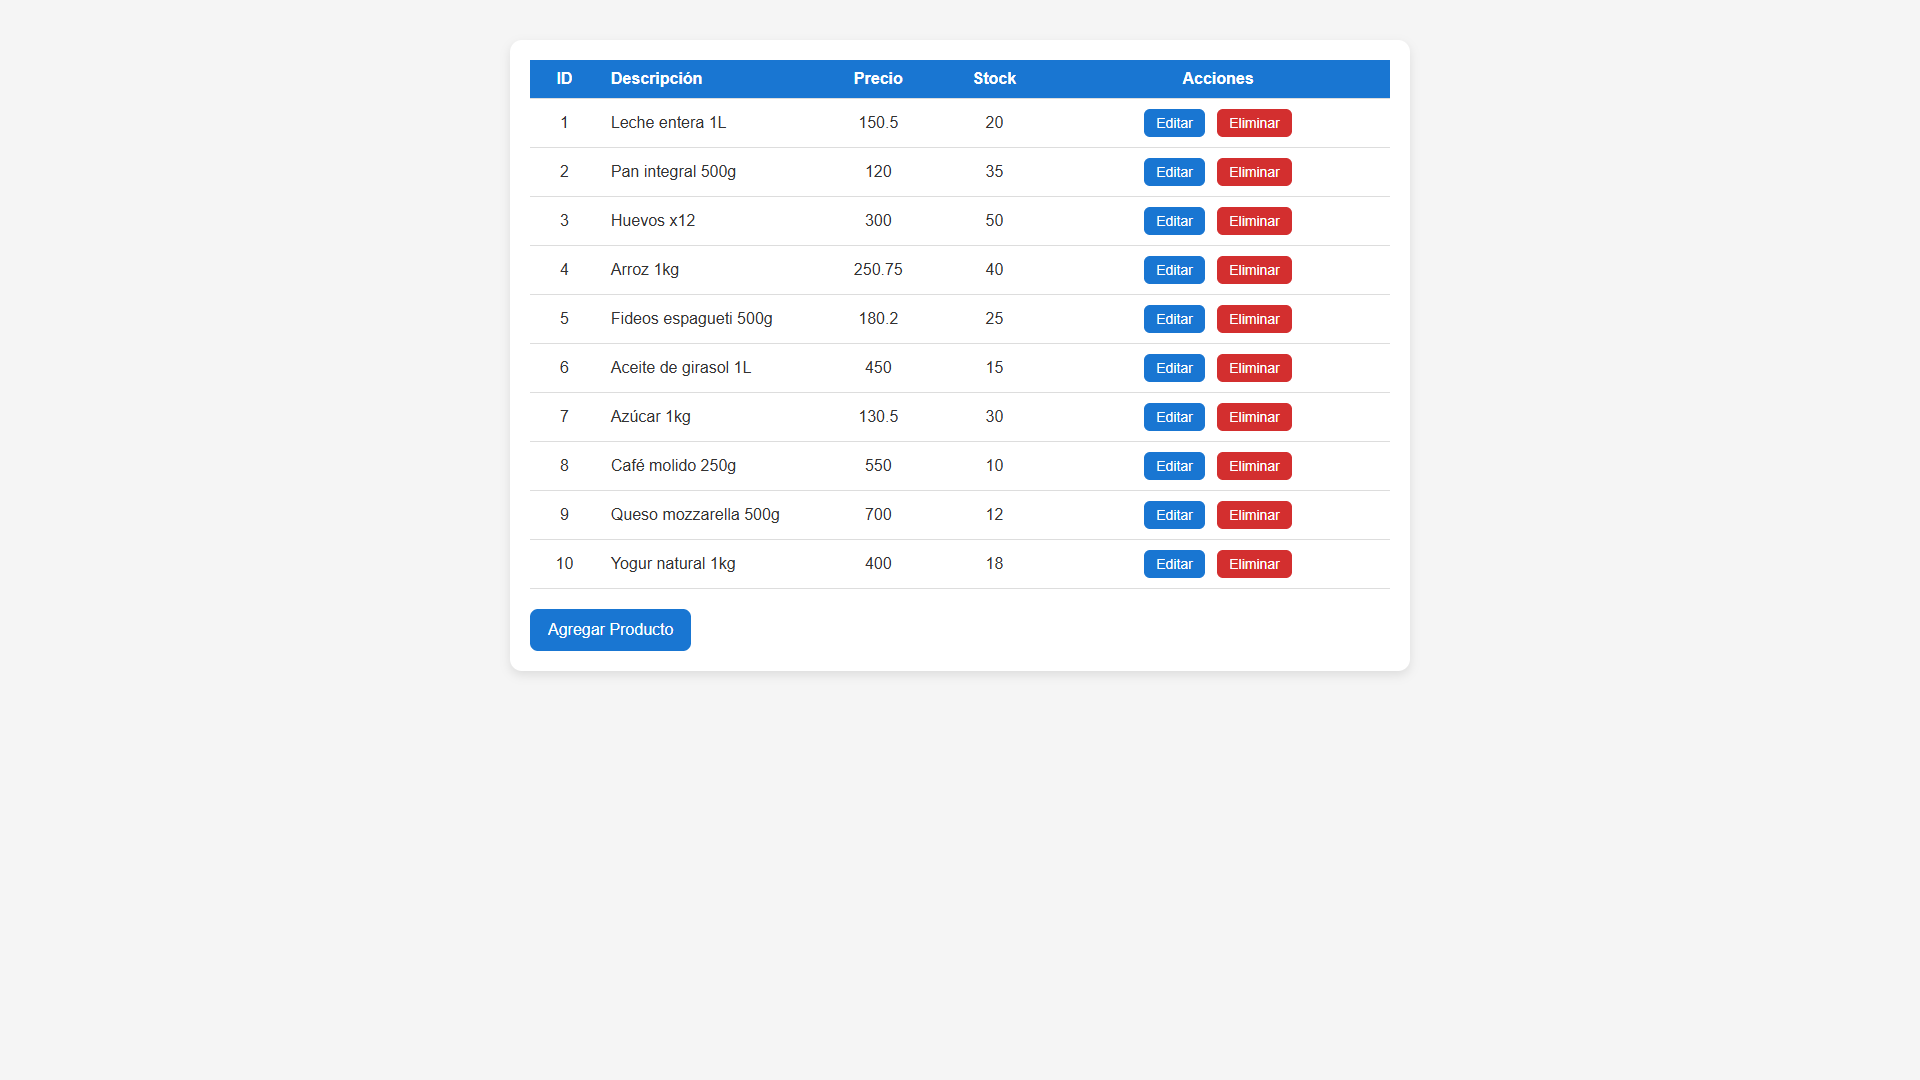 ID Descripción Precio Stock Acciones
1 Leche entera 1L 150.5 20 Editar Eliminar
2 Pan integral 500g 120 35 Editar Eliminar
3 Huevos x12 300 50 Editar Eliminar
4 Arroz 1kg 250.75 40 Editar Eliminar
5 Fideos espagueti 500g 180.2 25 Editar Eliminar
6 Aceite de girasol 1L 450 15 Editar Eliminar
7 Azúcar 1kg 130.5 30 Editar Eliminar
8 Café molido 250g 550 10 Editar Eliminar
9 Queso mozzarella 500g 700 12 Editar Eliminar
10 Yogur natural 1kg 400 18 Editar Eliminar
Agregar Producto